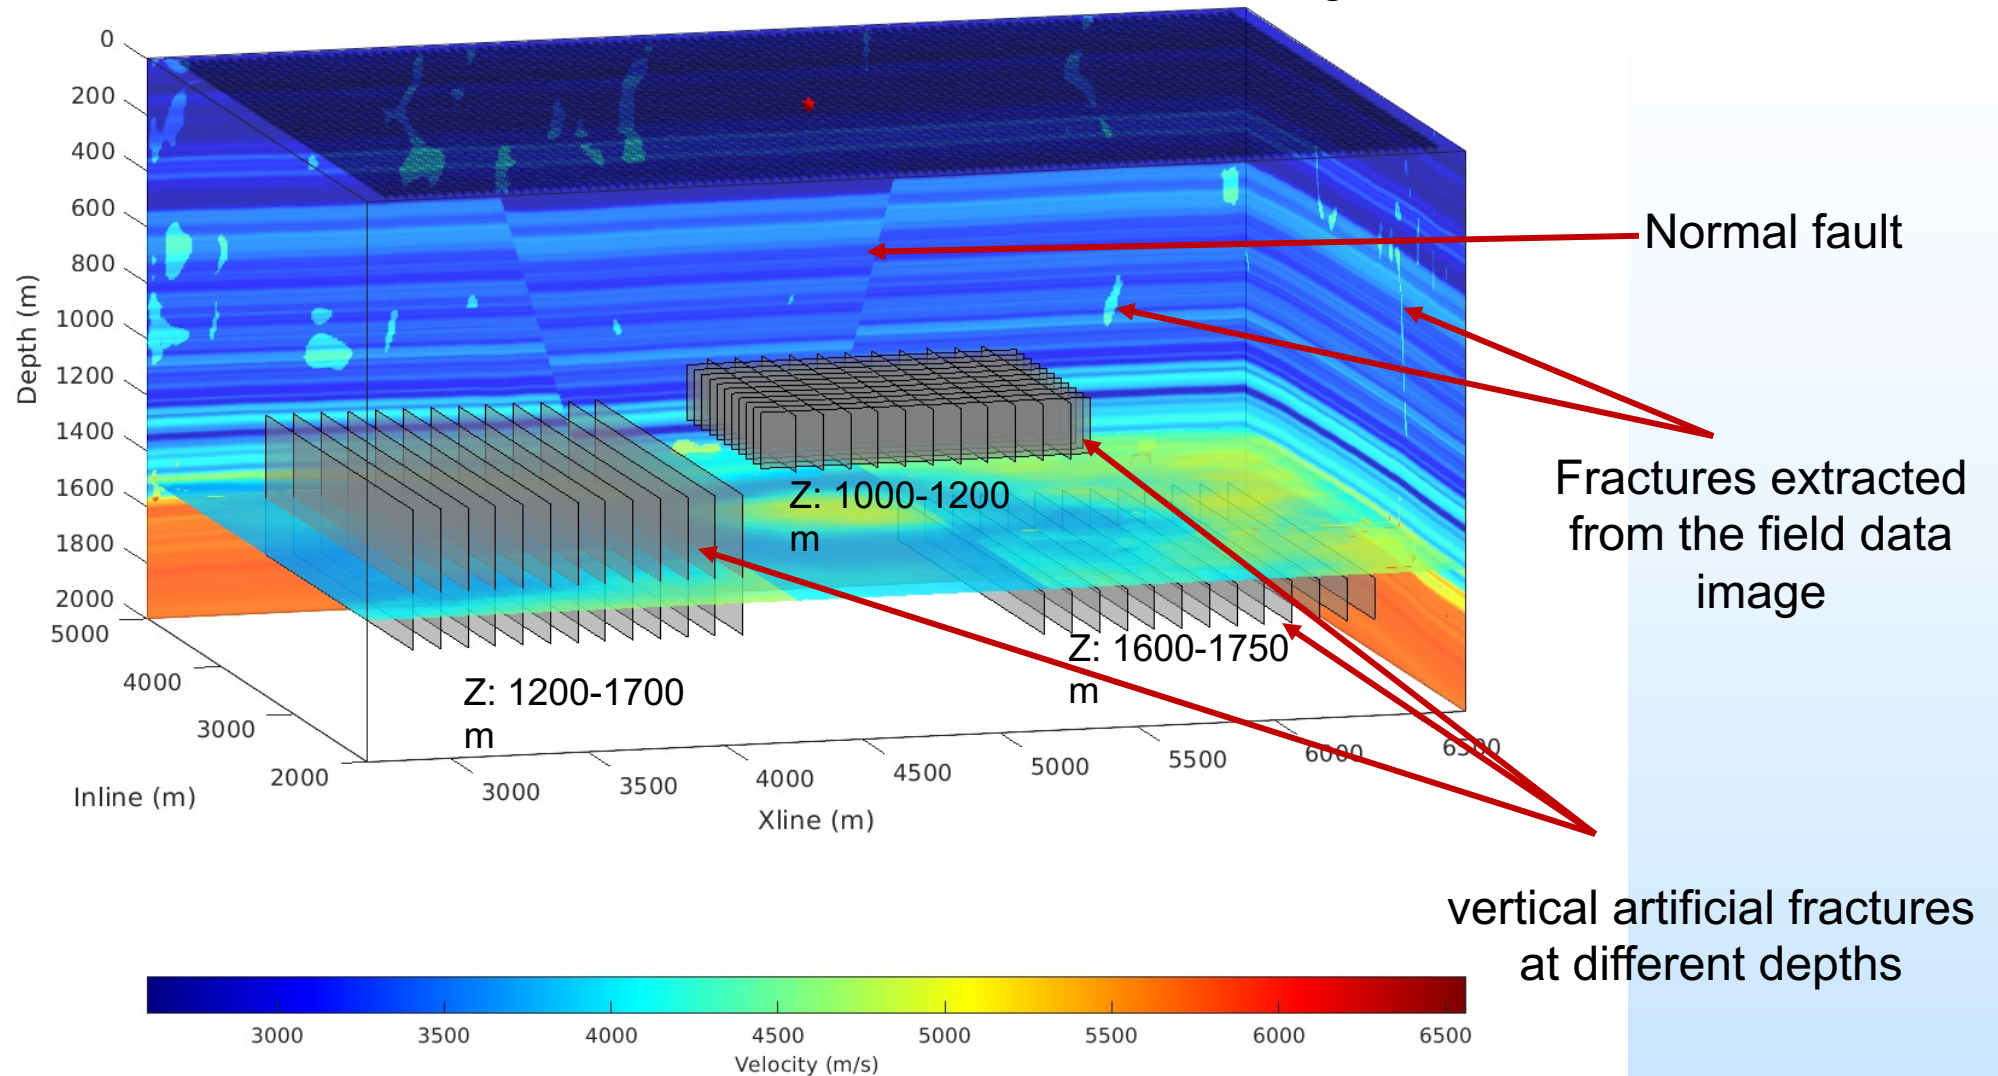 0
200
400
600
800
1000
1200
1400
1600
1800
2000
Depth (m)
5000
4000
3000
2000
Inline (m)
3000
3500
4000
4500
5000
5500
6000
6500
Xline (m)
Normal fault
Fractures extracted
from the field data
image
Z: 1000-1200
m
Z: 1600-1750
m
Z: 1200-1700
m
vertical artificial fractures
at different depths
3000
3500
4000
4500
5000
5500
6000
6500
Velocity (m/s)